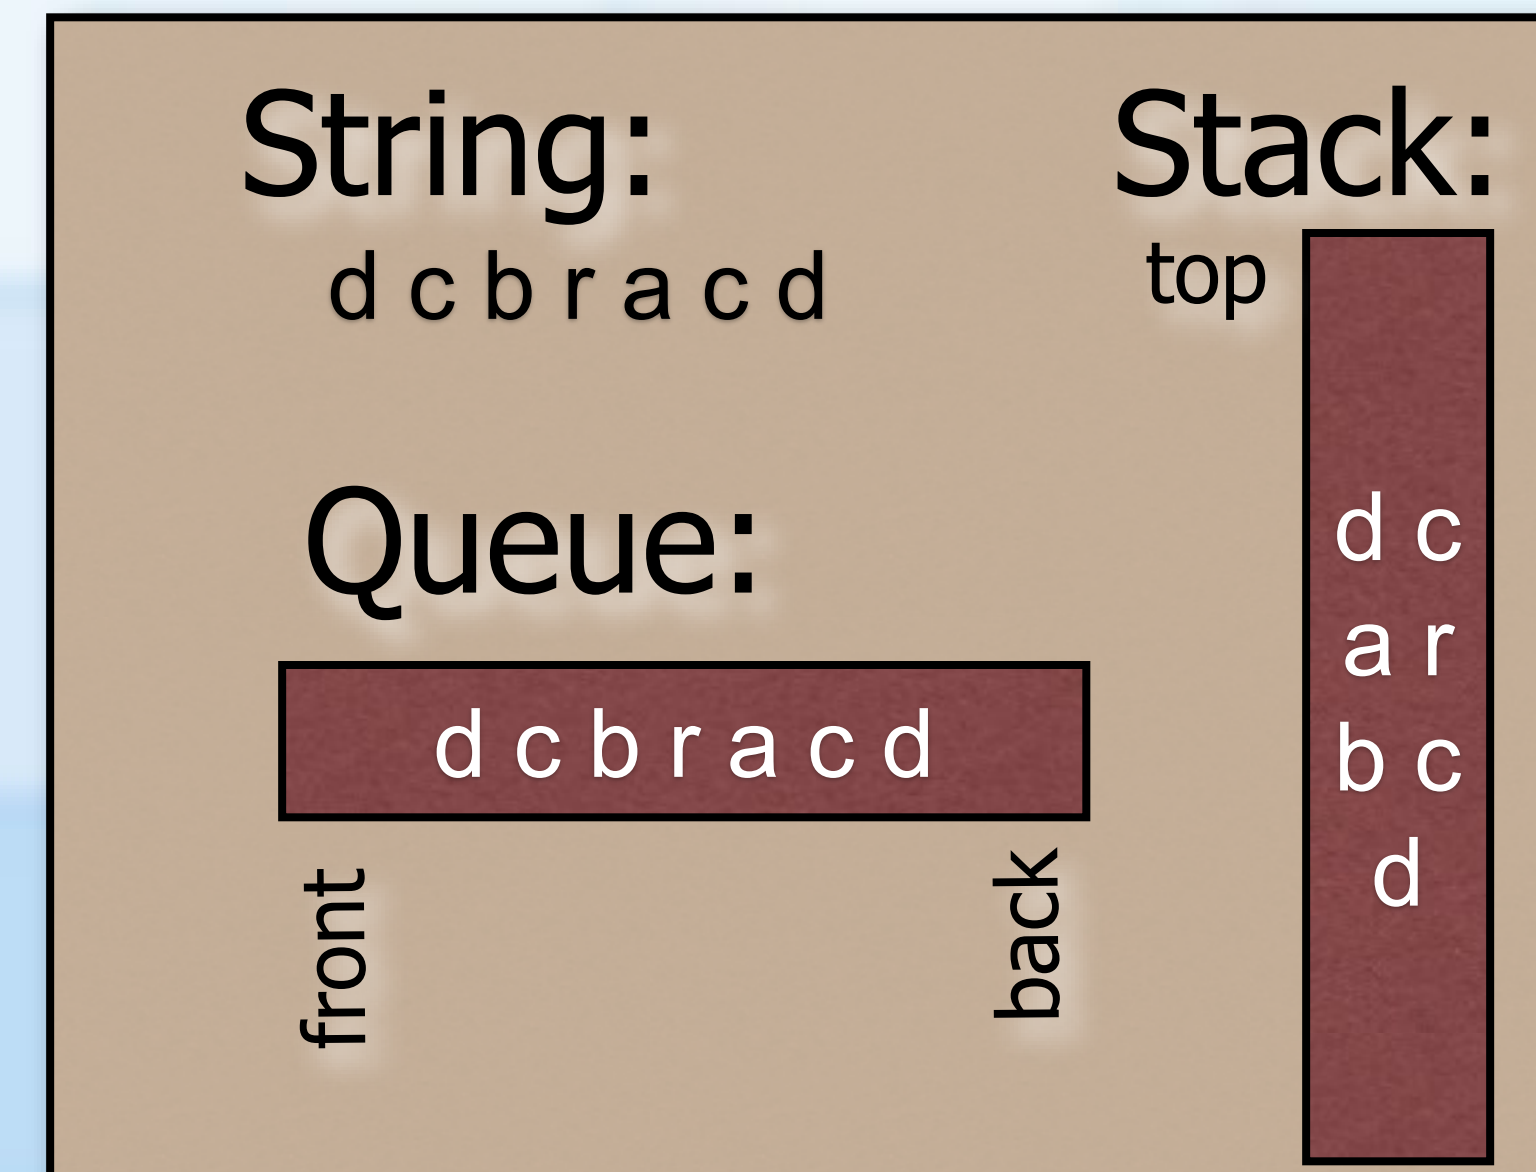 String:
d c b r a c d
Queue:
d c b r a c d
front
back
Stack:
top
d c
a r
b c
d